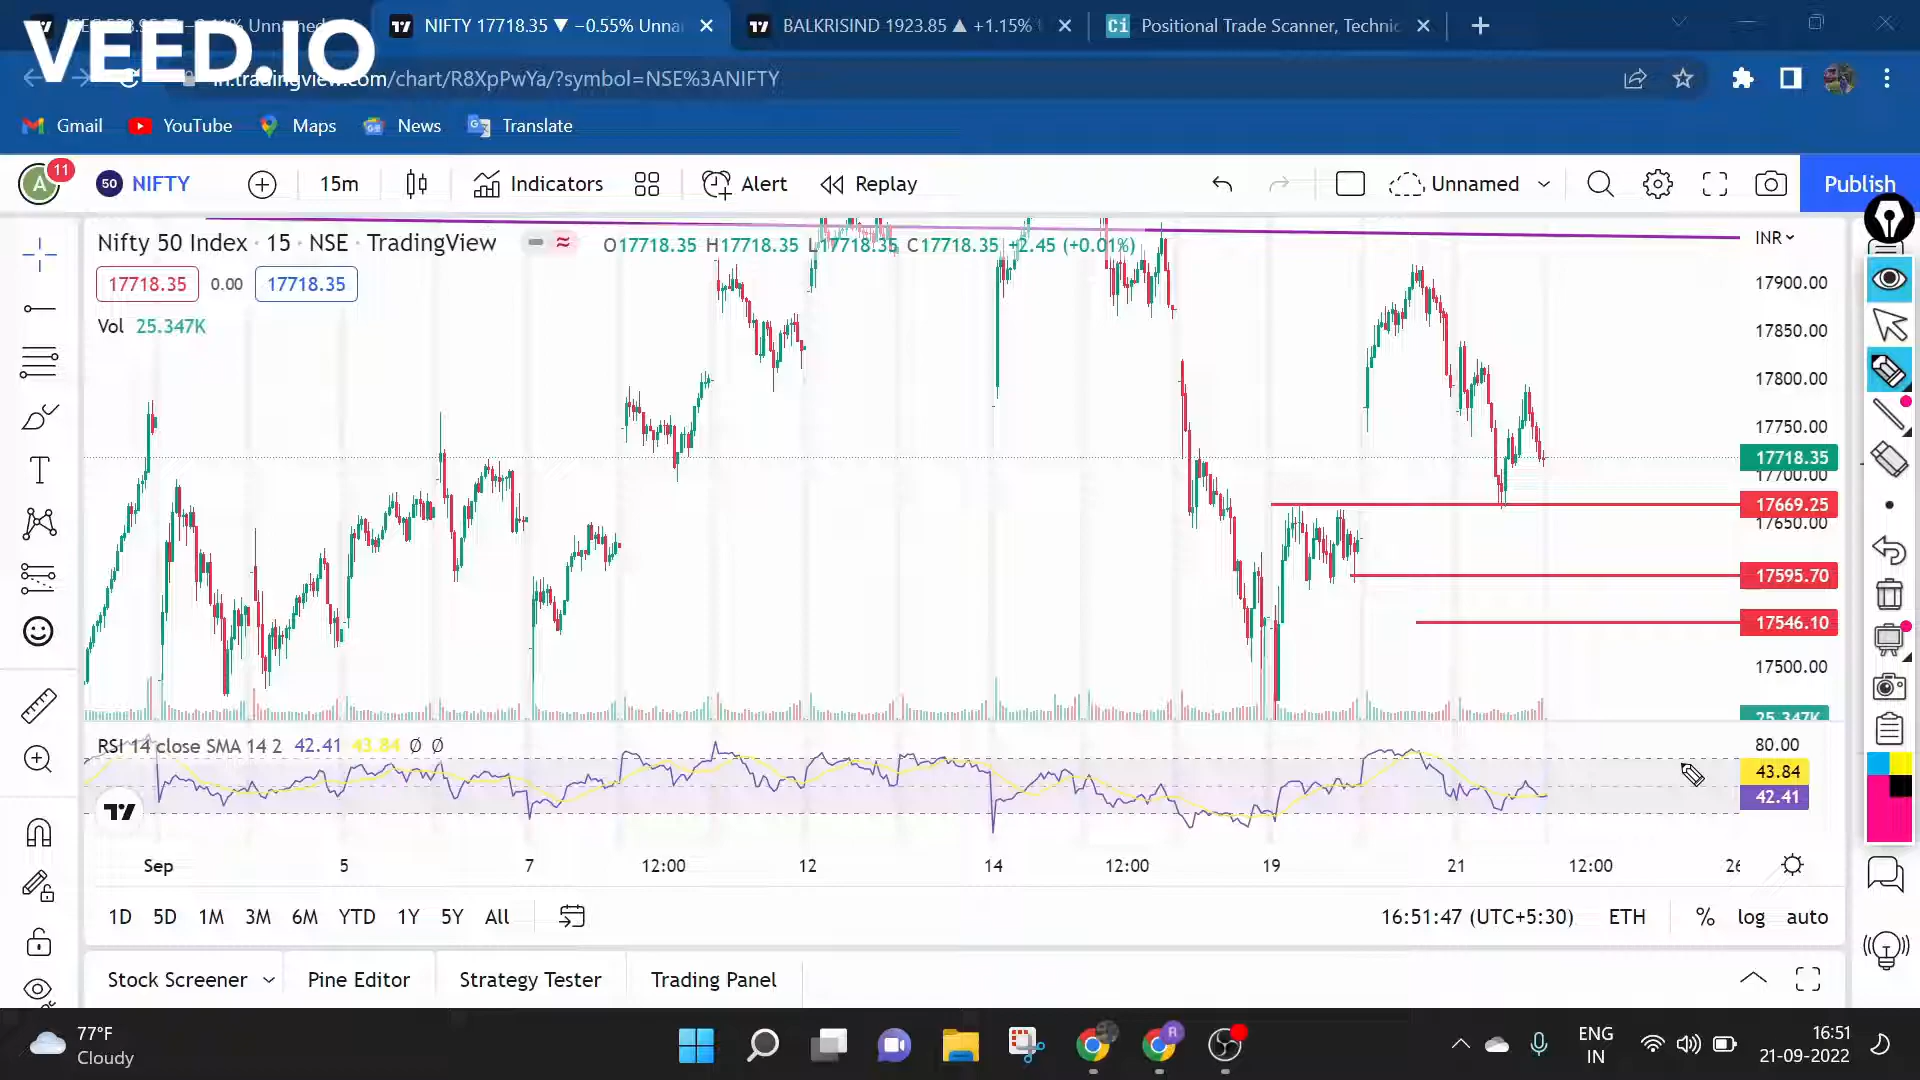 VEED.IO
NIFTY 17718.35 ▼ −0.55% Unna
BALKRISIND 1923.85 ▲ +1.15%
Positional Trade Scanner, Technic
in.tradingview.com/chart/R8XpPwYa/?symbol=NSE%3ANIFTY
Gmail YouTube Maps News Translate
A 11 50 NIFTY 15m Indicators Alert Replay Unnamed Publish
Nifty 50 Index · 15 · NSE · TradingView O17718.35 H17718.35 L17718.35 C17718.35 +2.45 (+0.01%) INR
17718.35 0.00 17718.35
Vol 25.347K
17900.00
17850.00
17800.00
17750.00
17718.35
17700.00
17669.25
17650.00
17595.70
17546.10
17500.00
25.347K
RSI 14 close SMA 14 2 42.41 43.84 Ø Ø
80.00
43.84
42.41
Sep 5 7 12:00 12 14 12:00 19 21 12:00
1D 5D 1M 3M 6M YTD 1Y 5Y All 16:51:47 (UTC+5:30) ETH % log auto
Stock Screener Pine Editor Strategy Tester Trading Panel
77°F
Cloudy
ENG
IN
16:51
21-09-2022